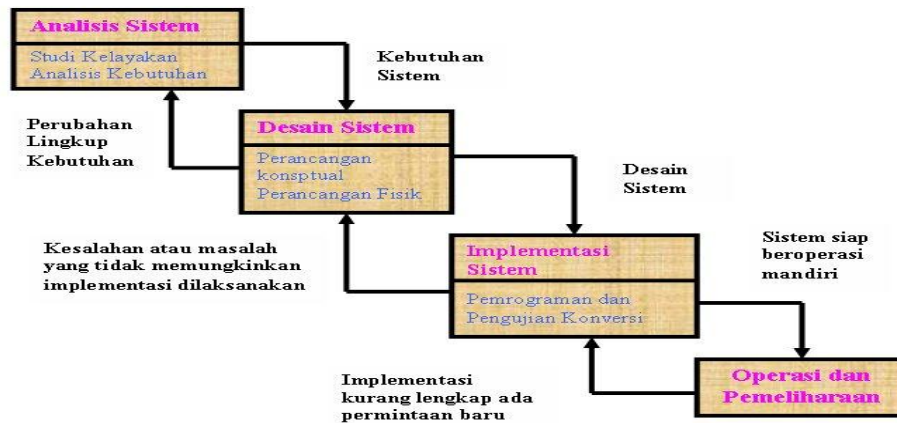 Analisis Sistem
Studi Kelayakan
Analisis Kebutuhan
Kebutuhan
Sistem
Perubahan
Lingkup
Kebutuhan
Desain Sistem
Perancangan
konsptual
Perancangan Fisik
Desain
Sistem
Kesalahan atau masalah
yang tidak memungkinkan
implementasi dilaksanakan
Implementasi
Sistem
Pemrograman dan
Pengujian Konversi
Sistem siap
beroperasi
mandiri
Implementasi
kurang lengkap ada
permintaan baru
Operasi dan
Pemeliharaan